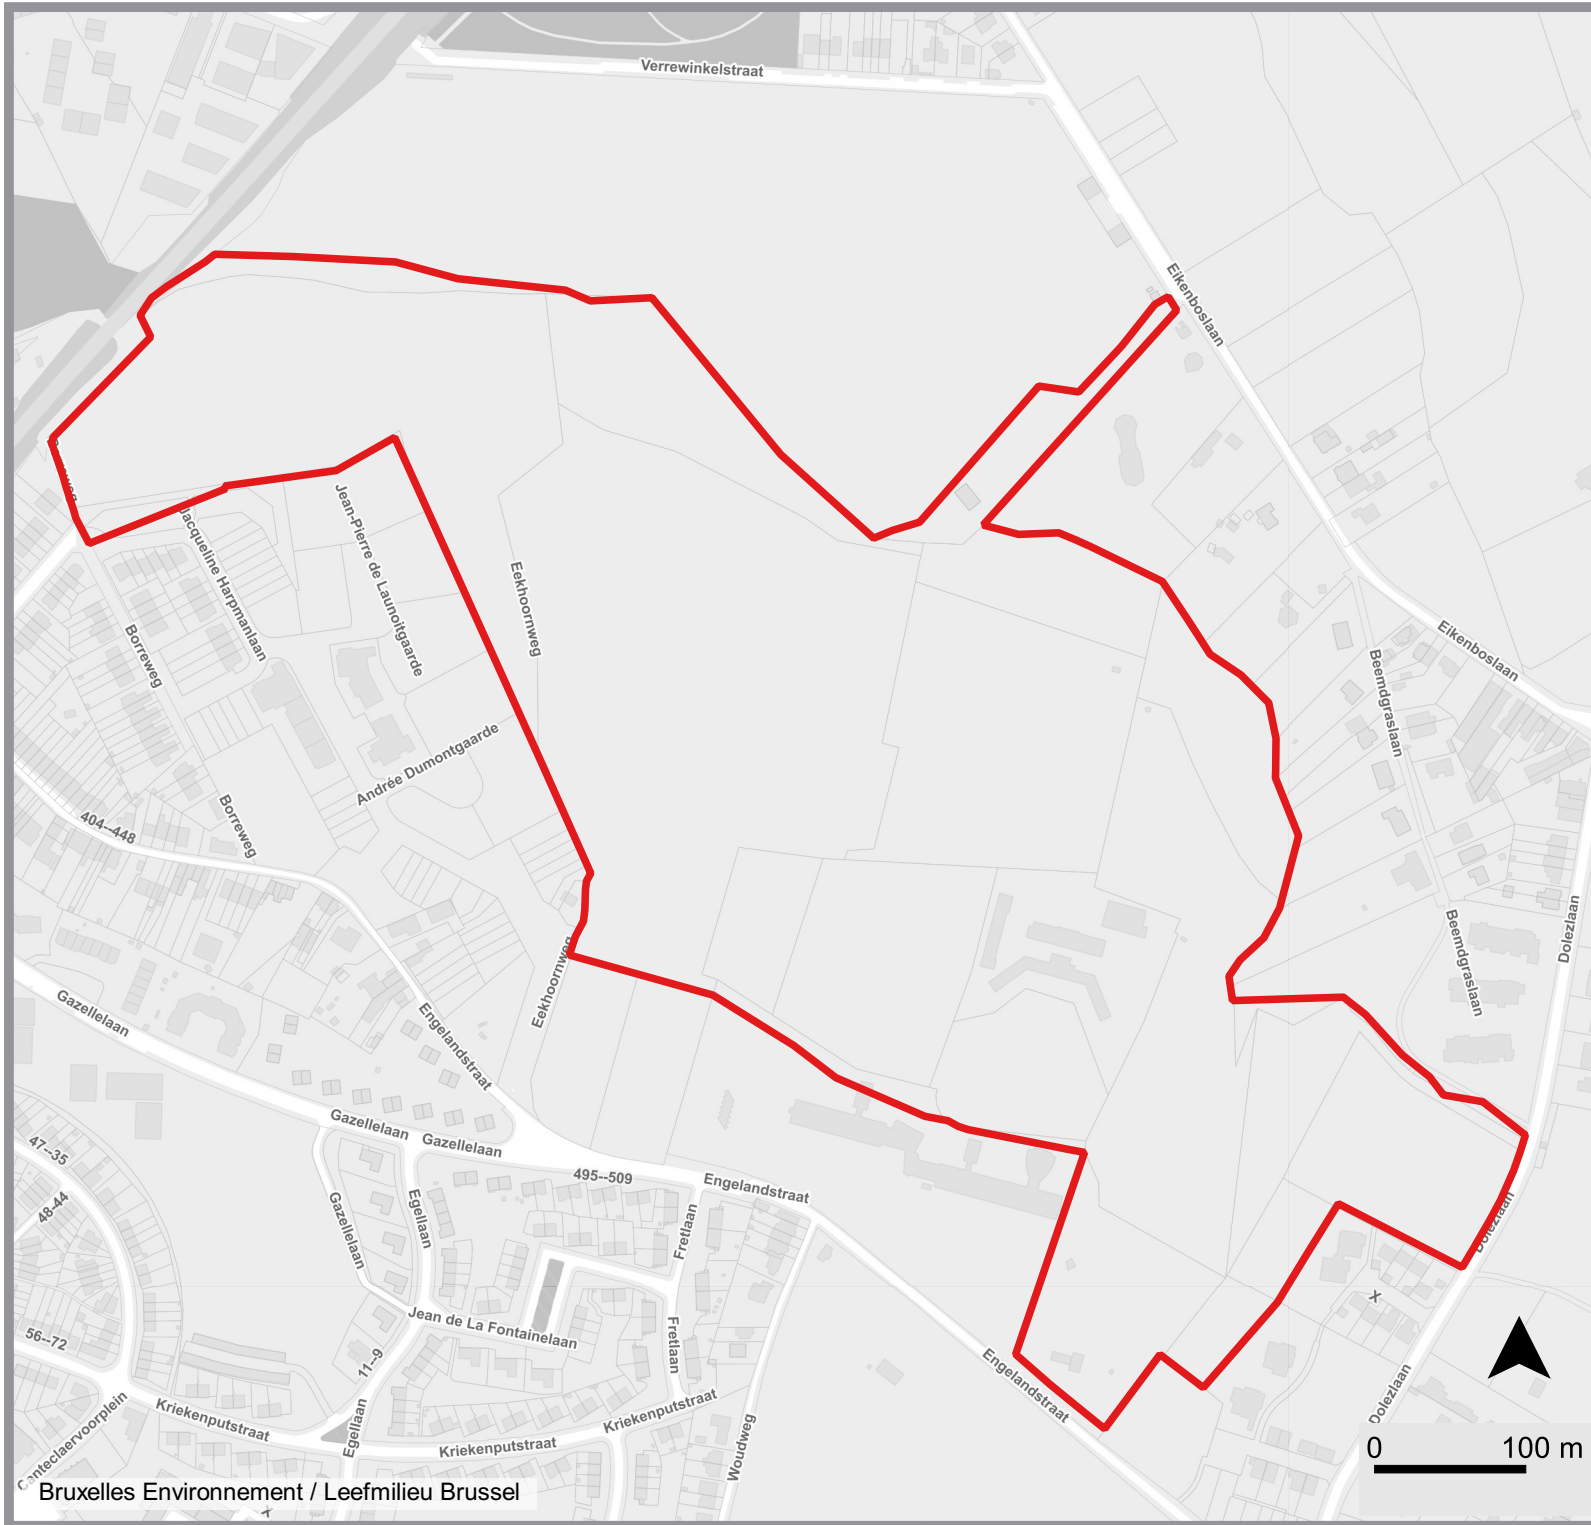 Verrewinkelstraat
Eikenboslaan
Jacqueline Harpmanlaan
Jean-Pierre de Launoitgaarde
Eekhoornweg
Borreweg
Eikenboslaan
Beemdgraslaan
Andrée Dumontgaarde
Borreweg
404--448
Dolezlaan
Beemdgraslaan
Eekhoornweg
Gazellelaan
Engelandstraat
Gazellelaan
Gazellelaan
495--509
Engelandstraat
47--35
48-44
Gazellelaan
Egellaan
Fretlaan
Dolezlaan
Jean de La Fontainelaan
Fretlaan
X
56--72
11--9
Engelandstraat
Dolezlaan
Canteclaervoorplein
Kriekenputstraat
Egellaan
Kriekenputstraat
Kriekenputstraat
Woudweg
X
0 100 m
Bruxelles Environnement / Leefmilieu Brussel